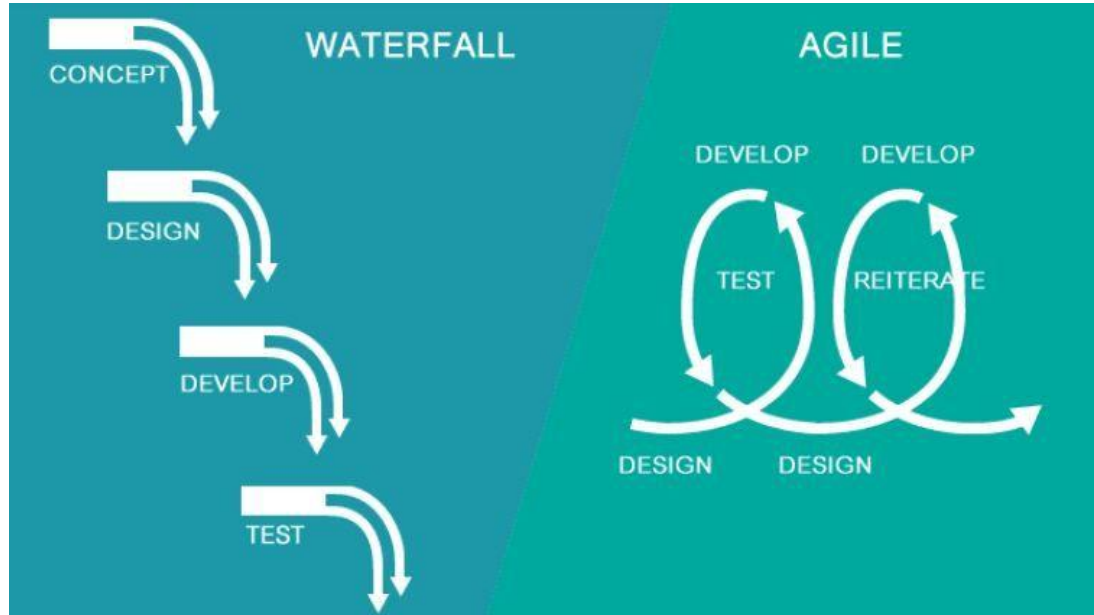 WATERFALL
CONCEPT
DESIGN
DEVELOP
TEST
AGILE
DEVELOP DEVELOP
TEST REITERATE
DESIGN DESIGN